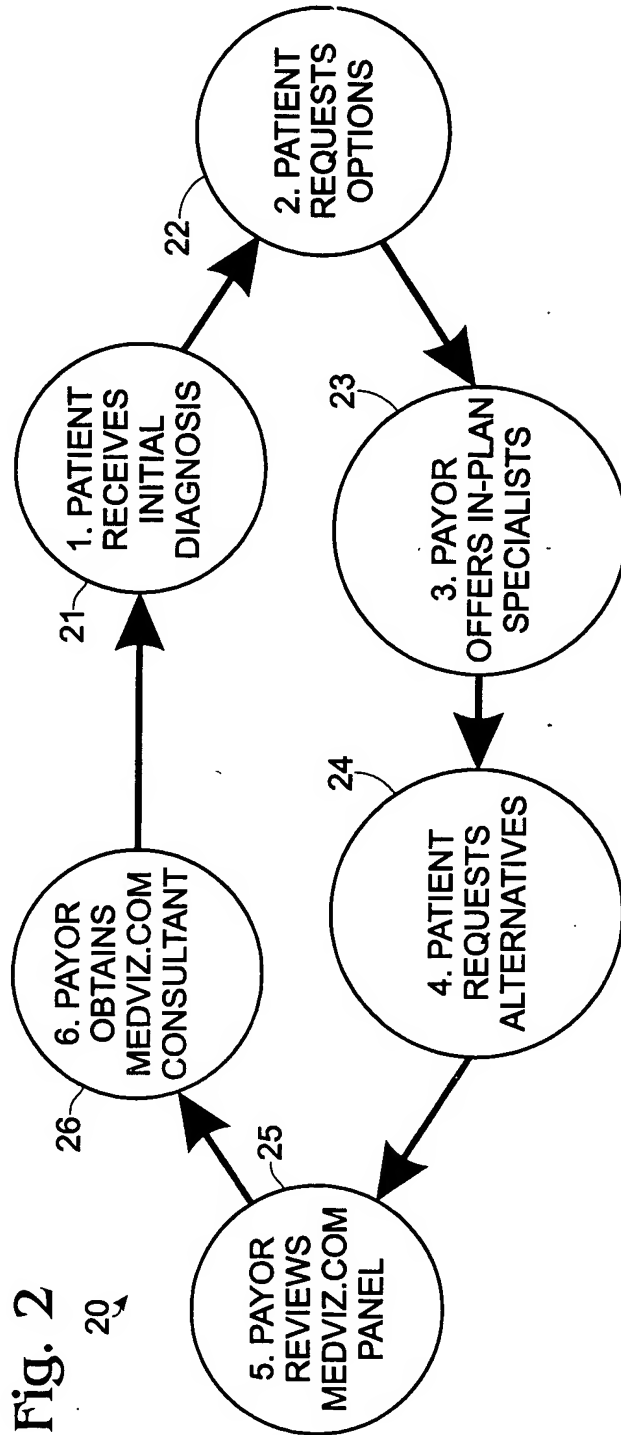 Fig. 2
20
21
1. PATIENT
RECEIVES
INITIAL
DIAGNOSIS
22
2. PATIENT
REQUESTS
OPTIONS
23
3. PAYOR
OFFERS IN-PLAN
SPECIALISTS
24
4. PATIENT
REQUESTS
ALTERNATIVES
25
5. PAYOR
REVIEWS
MEDVIZ.COM
PANEL
26
6. PAYOR
OBTAINS
MEDVIZ.COM
CONSULTANT